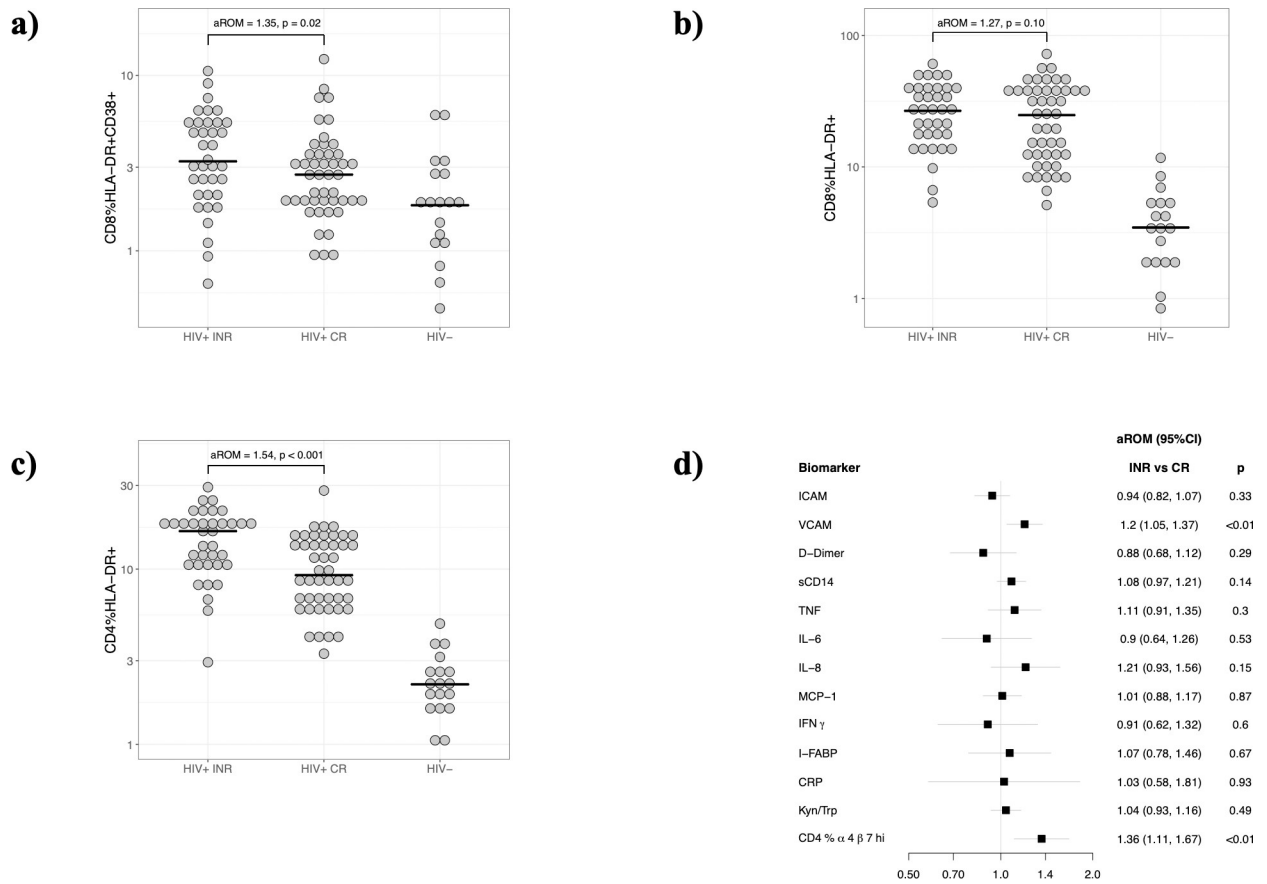 a)
aROM = 1.35, p = 0.02
CD8%HLA−DR+CD38+
10
3
1
HIV+ INR HIV+ CR HIV−
b)
aROM = 1.27, p = 0.10
CD8%HLA−DR+
100
10
1
HIV+ INR HIV+ CR HIV−
c)
aROM = 1.54, p < 0.001
CD4%HLA−DR+
30
10
3
1
HIV+ INR HIV+ CR HIV−
d)
aROM (95%CI)
Biomarker INR vs CR p
ICAM 0.94 (0.82, 1.07) 0.33
VCAM 1.2 (1.05, 1.37) <0.01
D−Dimer 0.88 (0.68, 1.12) 0.29
sCD14 1.08 (0.97, 1.21) 0.14
TNF 1.11 (0.91, 1.35) 0.3
IL−6 0.9 (0.64, 1.26) 0.53
IL−8 1.21 (0.93, 1.56) 0.15
MCP−1 1.01 (0.88, 1.17) 0.87
IFN γ 0.91 (0.62, 1.32) 0.6
I−FABP 1.07 (0.78, 1.46) 0.67
CRP 1.03 (0.58, 1.81) 0.93
Kyn/Trp 1.04 (0.93, 1.16) 0.49
CD4 % α 4 β 7 hi 1.36 (1.11, 1.67) <0.01
0.50 0.70 1.0 1.4 2.0